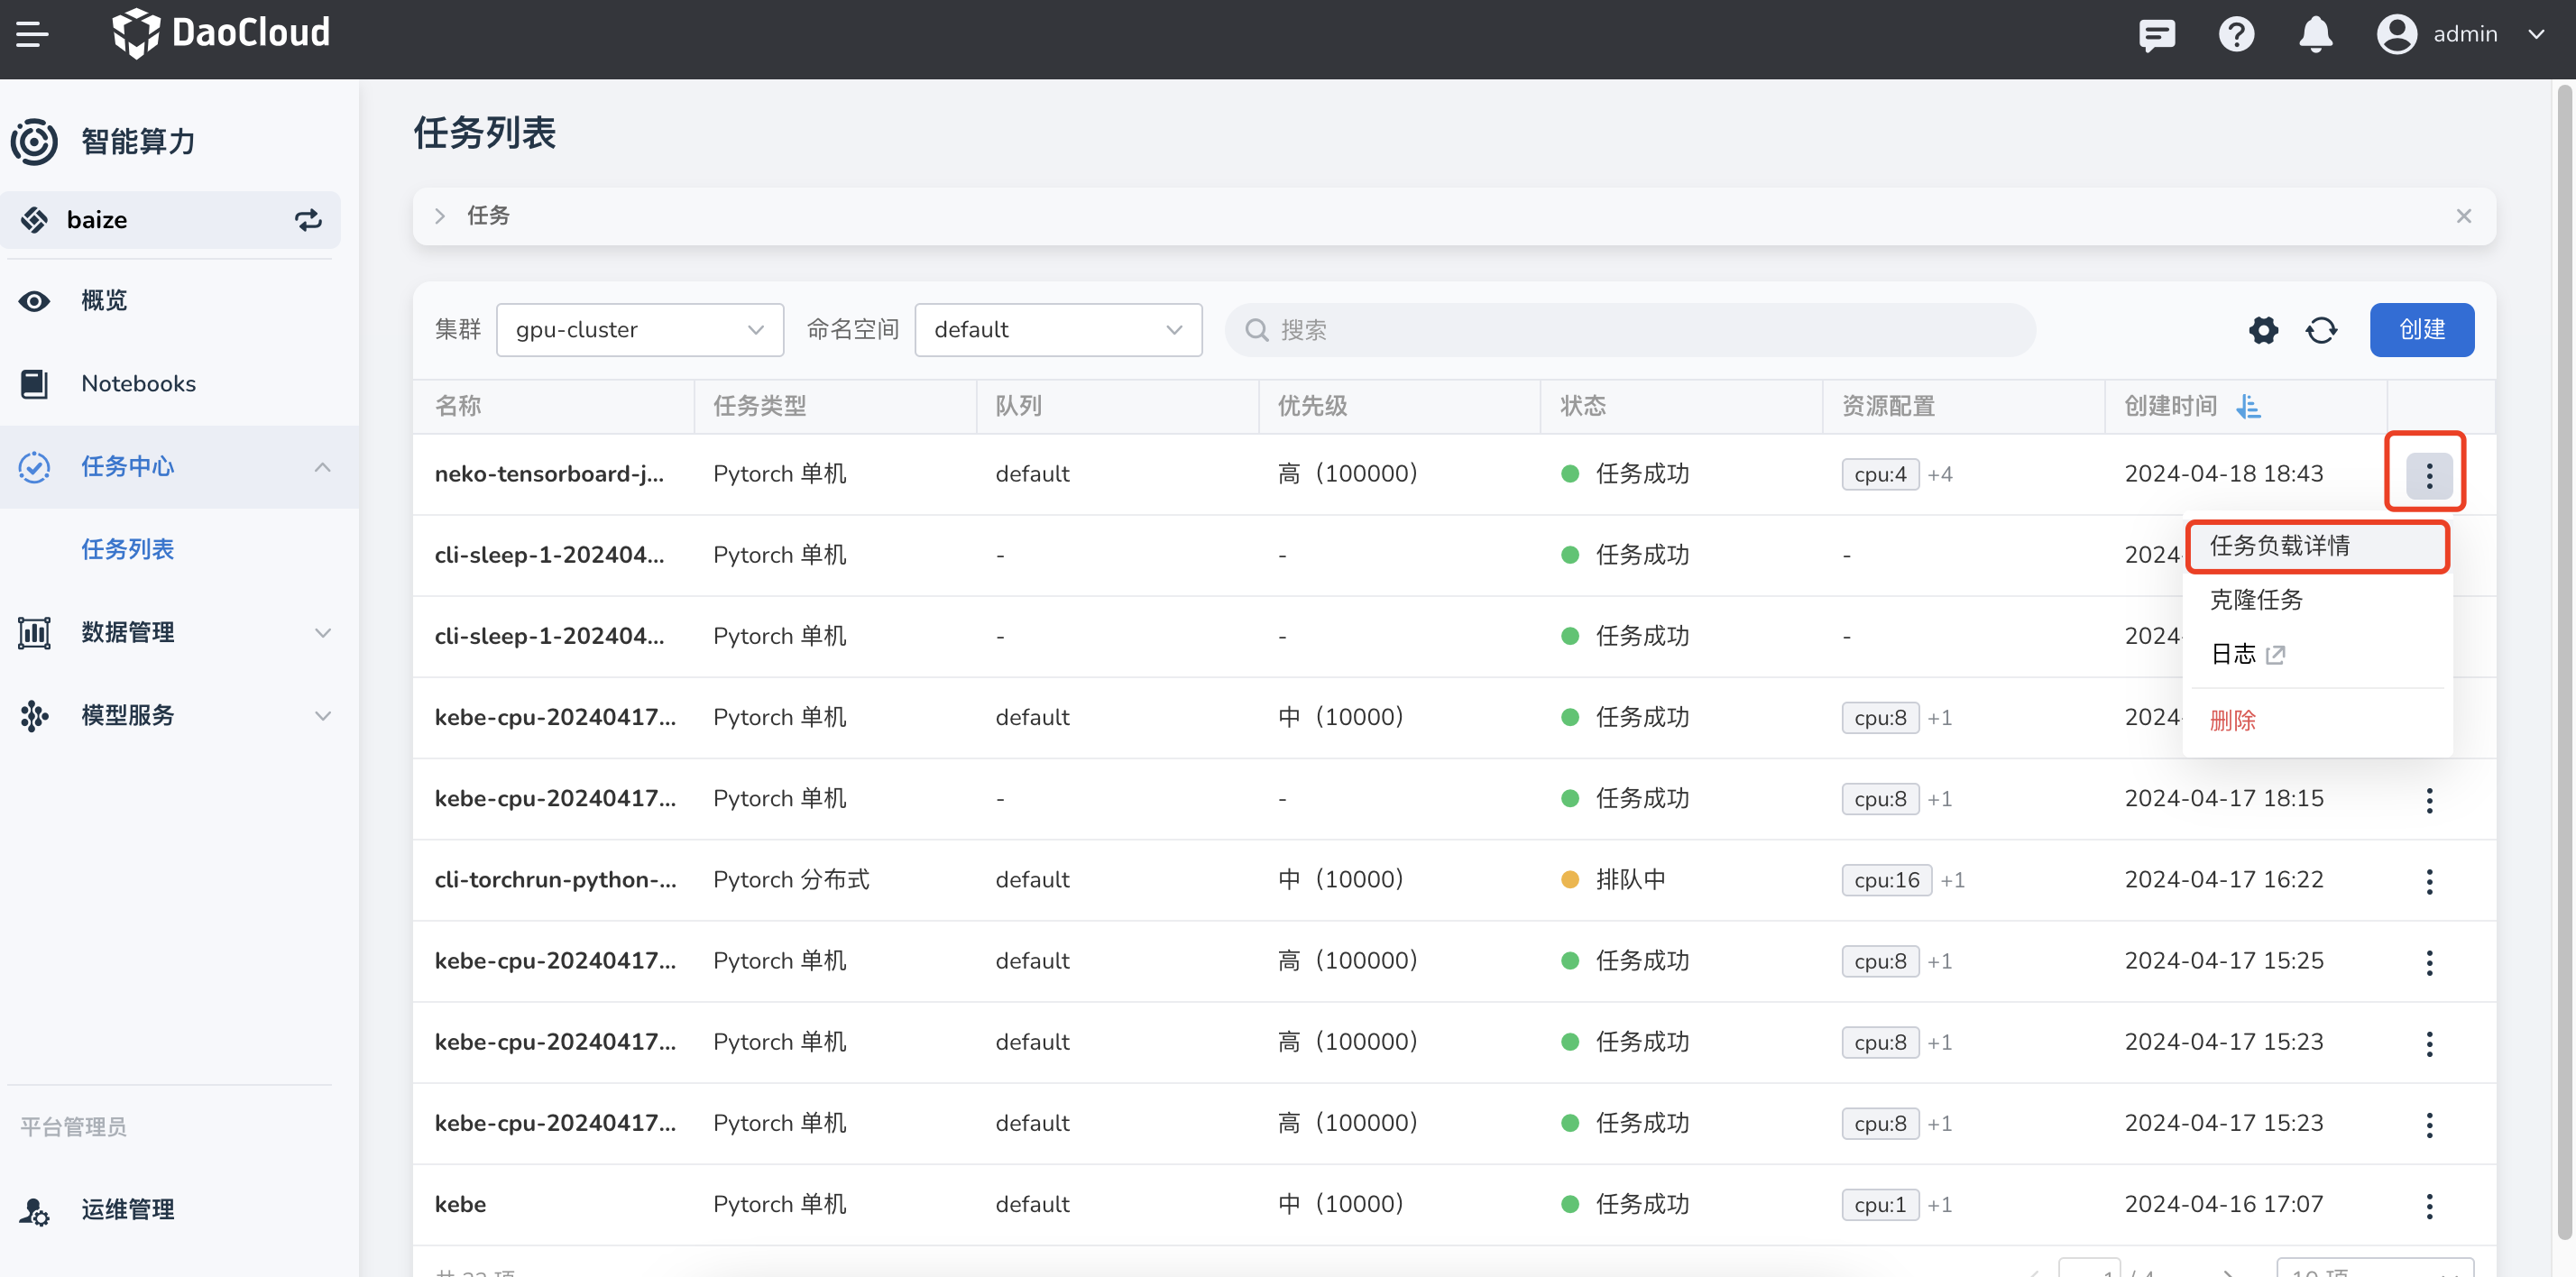 DaoCloud
admin
智能算力
baize
概览
Notebooks
任务中心
任务列表
数据管理
模型服务
平台管理员
运维管理
任务列表
任务
集群 gpu-cluster 命名空间 default 搜索 创建
名称 任务类型 队列 优先级 状态 资源配置 创建时间
neko-tensorboard-j... Pytorch 单机 default 高（100000） 任务成功 cpu:4 +4 2024-04-18 18:43
cli-sleep-1-202404... Pytorch 单机 - - 任务成功 - 2024-
cli-sleep-1-202404... Pytorch 单机 - - 任务成功 - 2024-
kebe-cpu-20240417... Pytorch 单机 default 中（10000） 任务成功 cpu:8 +1 2024-
任务负载详情
克隆任务
日志
删除
kebe-cpu-20240417... Pytorch 单机 - - 任务成功 cpu:8 +1 2024-04-17 18:15
cli-torchrun-python-... Pytorch 分布式 default 中（10000） 排队中 cpu:16 +1 2024-04-17 16:22
kebe-cpu-20240417... Pytorch 单机 default 高（100000） 任务成功 cpu:8 +1 2024-04-17 15:25
kebe-cpu-20240417... Pytorch 单机 default 高（100000） 任务成功 cpu:8 +1 2024-04-17 15:23
kebe-cpu-20240417... Pytorch 单机 default 高（100000） 任务成功 cpu:8 +1 2024-04-17 15:23
kebe Pytorch 单机 default 中（10000） 任务成功 cpu:1 +1 2024-04-16 17:07